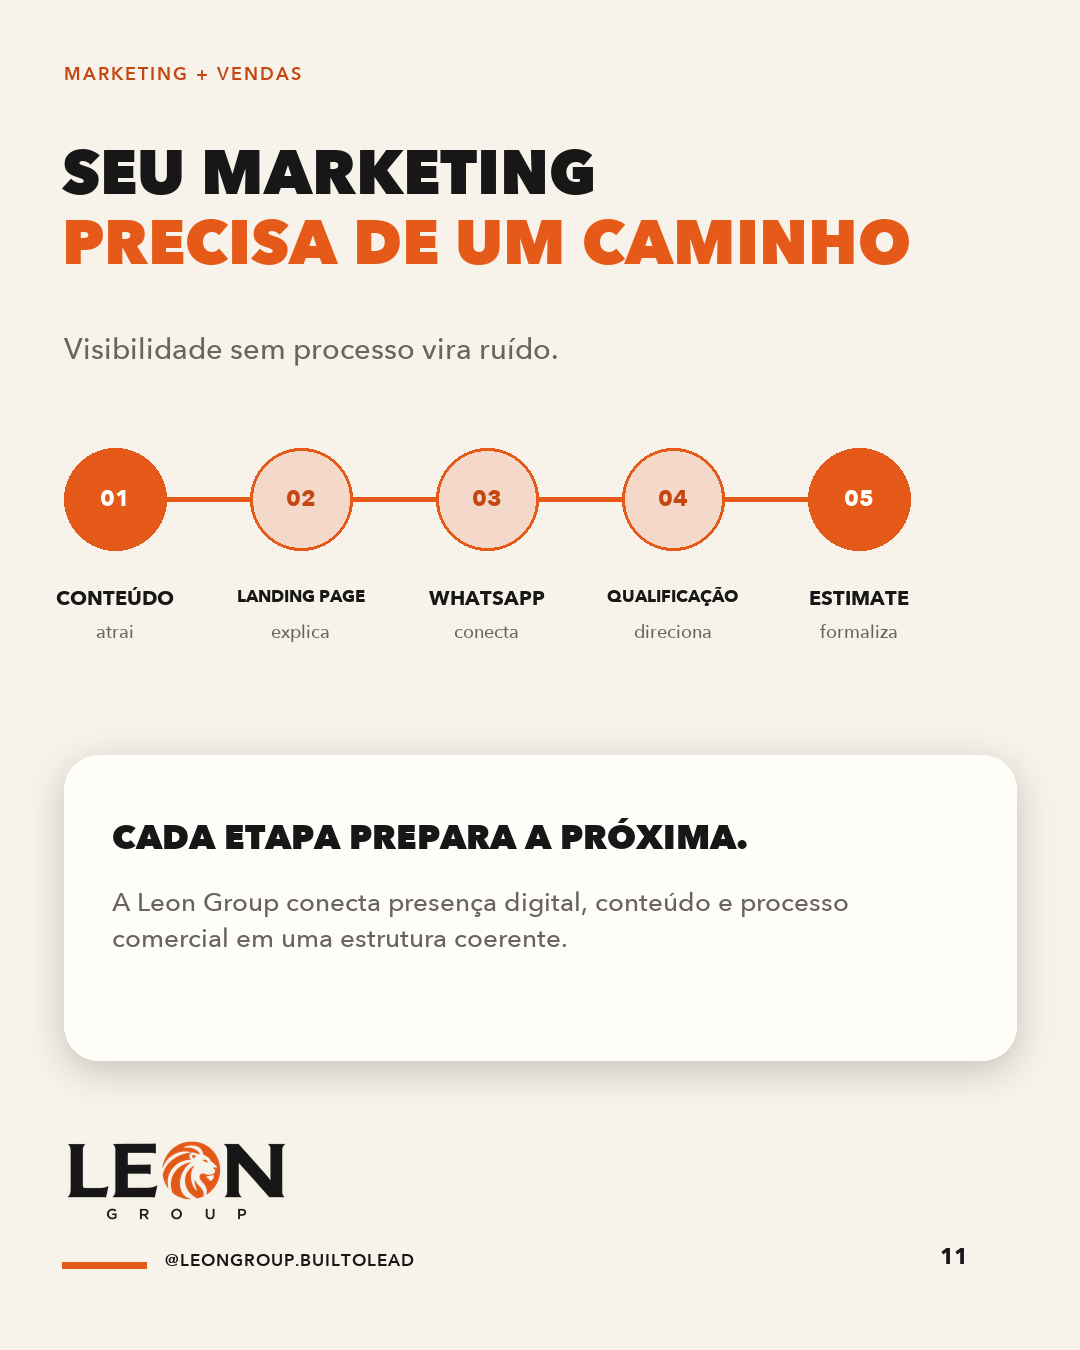 MARKETING + VENDAS
SEU MARKETING
PRECISA DE UM CAMINHO
Visibilidade sem processo vira ruído.
01 02 03 04 05
CONTEÚDO LANDING PAGE WHATSAPP QUALIFICAÇÃO ESTIMATE
atrai explica conecta direciona formaliza
CADA ETAPA PREPARA A PRÓXIMA.
A Leon Group conecta presença digital, conteúdo e processo
comercial em uma estrutura coerente.
LEON
GROUP
@LEONGROUP.BUILTOLEAD
11